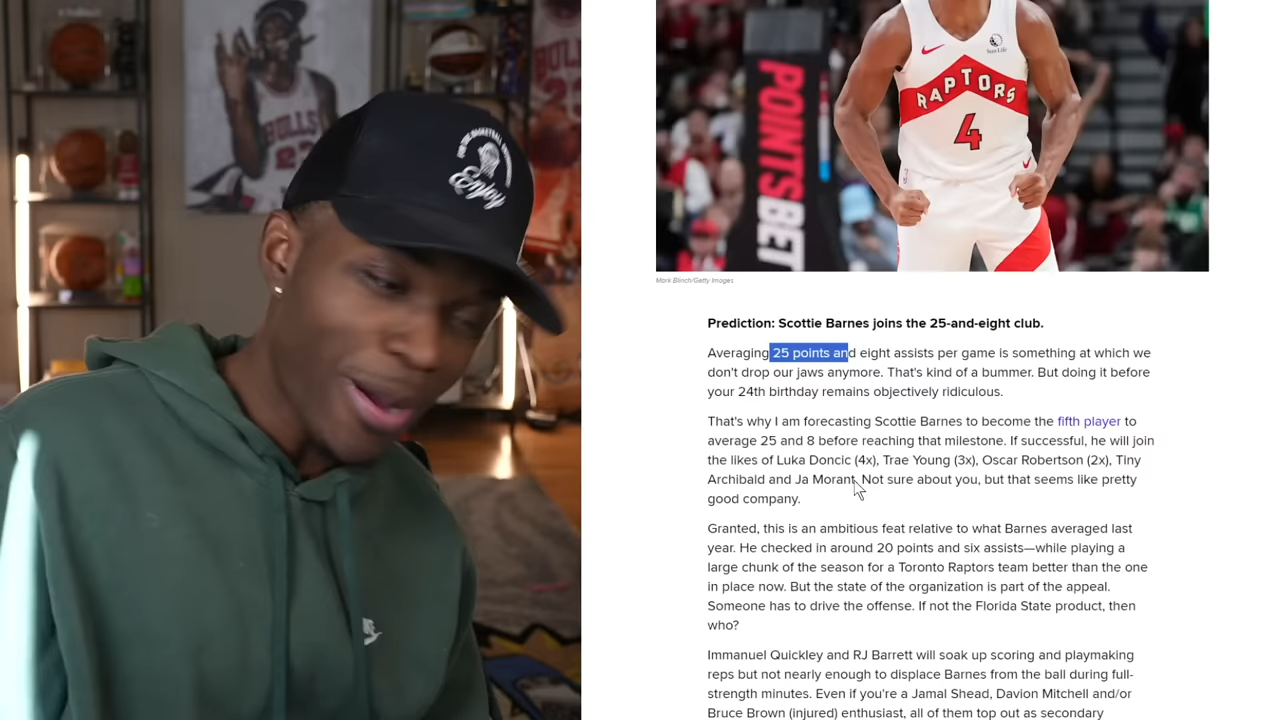 BULLS
23
BULLS
23
FOR THE BASKETBALL
Enjoy
POINTSBET
Sun Life
RAPTORS
4
Mark Blinch/Getty Images
Prediction: Scottie Barnes joins the 25-and-eight club.
Averaging 25 points and eight assists per game is something at which we
don't drop our jaws anymore. That's kind of a bummer. But doing it before
your 24th birthday remains objectively ridiculous.
That's why I am forecasting Scottie Barnes to become the fifth player to
average 25 and 8 before reaching that milestone. If successful, he will join
the likes of Luka Doncic (4x), Trae Young (3x), Oscar Robertson (2x), Tiny
Archibald and Ja Morant. Not sure about you, but that seems like pretty
good company.
Granted, this is an ambitious feat relative to what Barnes averaged last
year. He checked in around 20 points and six assists—while playing a
large chunk of the season for a Toronto Raptors team better than the one
in place now. But the state of the organization is part of the appeal.
Someone has to drive the offense. If not the Florida State product, then
who?
Immanuel Quickley and RJ Barrett will soak up scoring and playmaking
reps but not nearly enough to displace Barnes from the ball during full-
strength minutes. Even if you're a Jamal Shead, Davion Mitchell and/or
Bruce Brown (injured) enthusiast, all of them top out as secondary